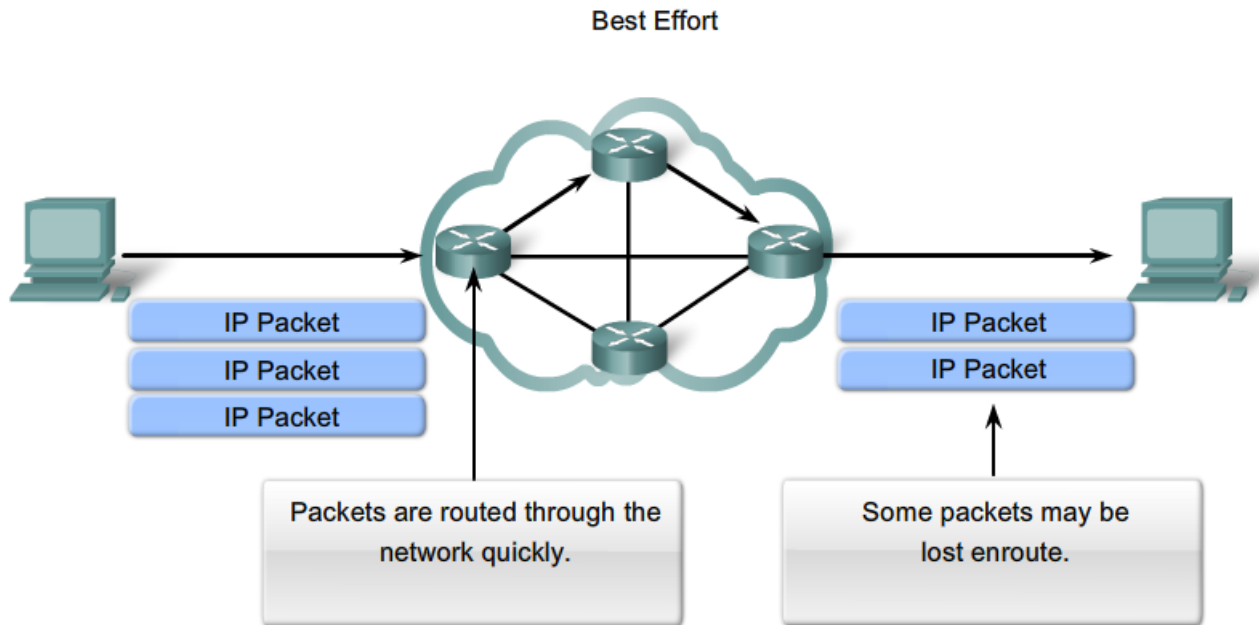 Best Effort
IP Packet
IP Packet
IP Packet
IP Packet
IP Packet
Packets are routed through the
network quickly.
Some packets may be
lost enroute.